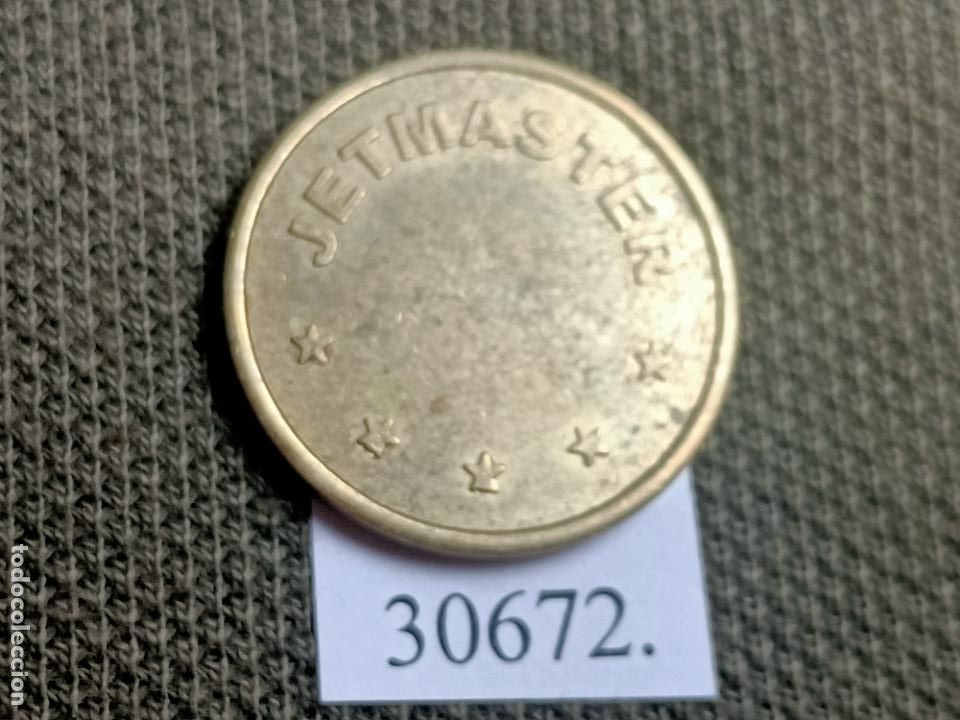 JETMASTER
30672.
todocoleccion